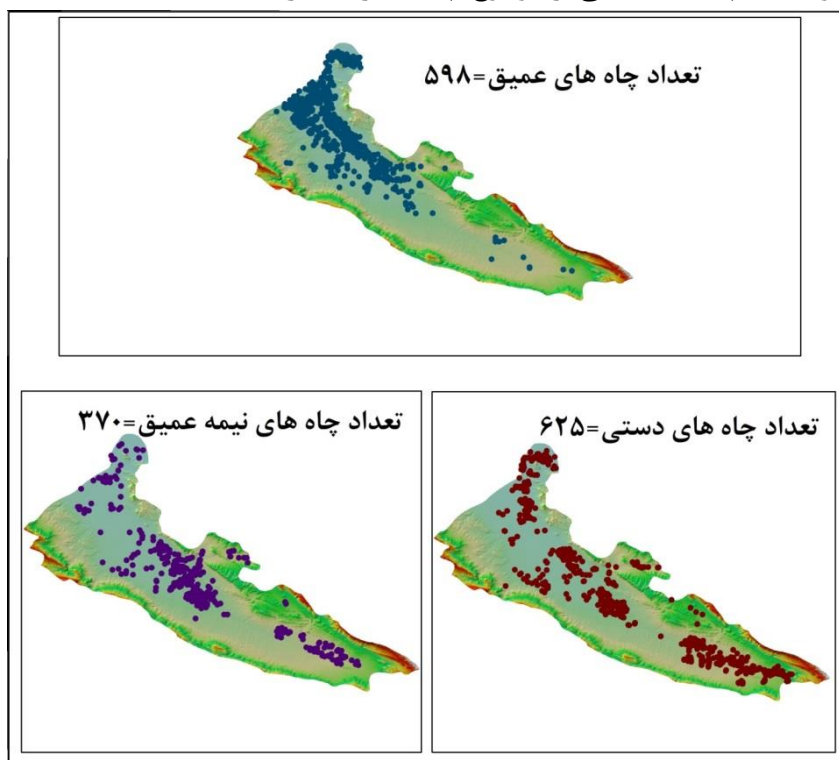 تعداد چاه های عمیق=۵۹۸
تعداد چاه های دستی=۶۲۵
تعداد چاه های نیمه عمیق=۳۷۰